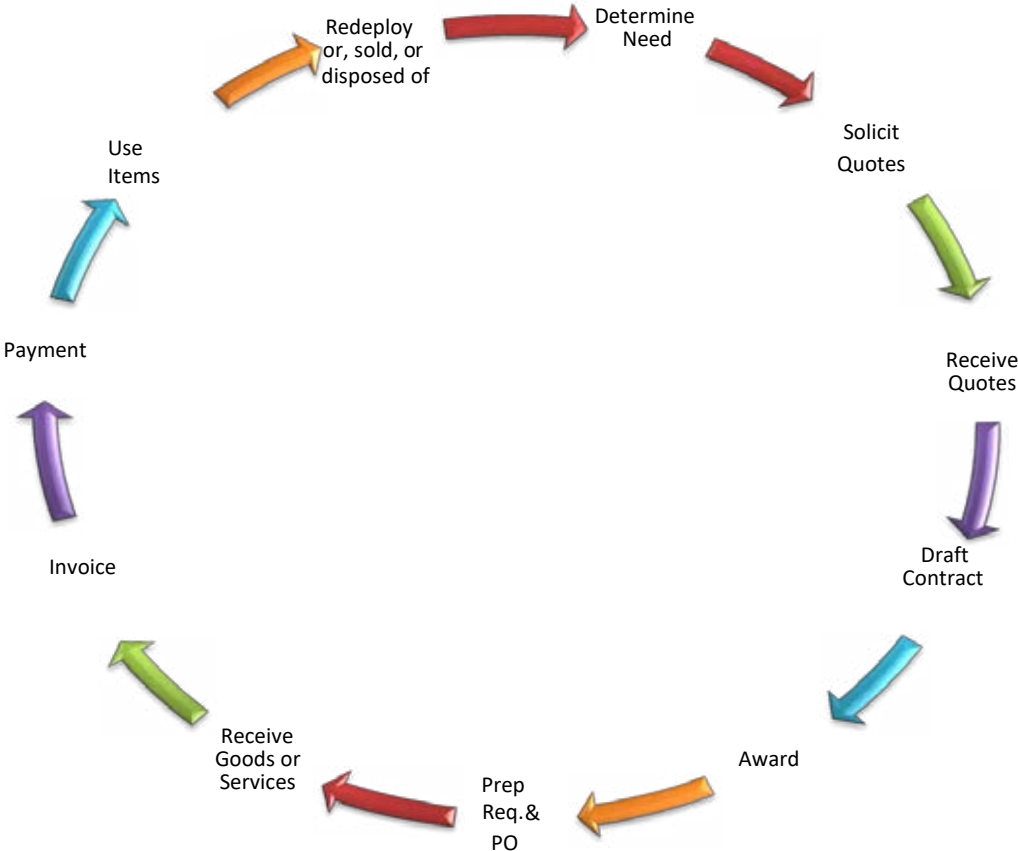 Determine
Need
Solicit
Quotes
Receive
Quotes
Draft
Contract
Award
Prep
Req.&
PO
Receive
Goods or
Services
Invoice
Payment
Use
Items
Redeploy
or, sold, or
disposed of